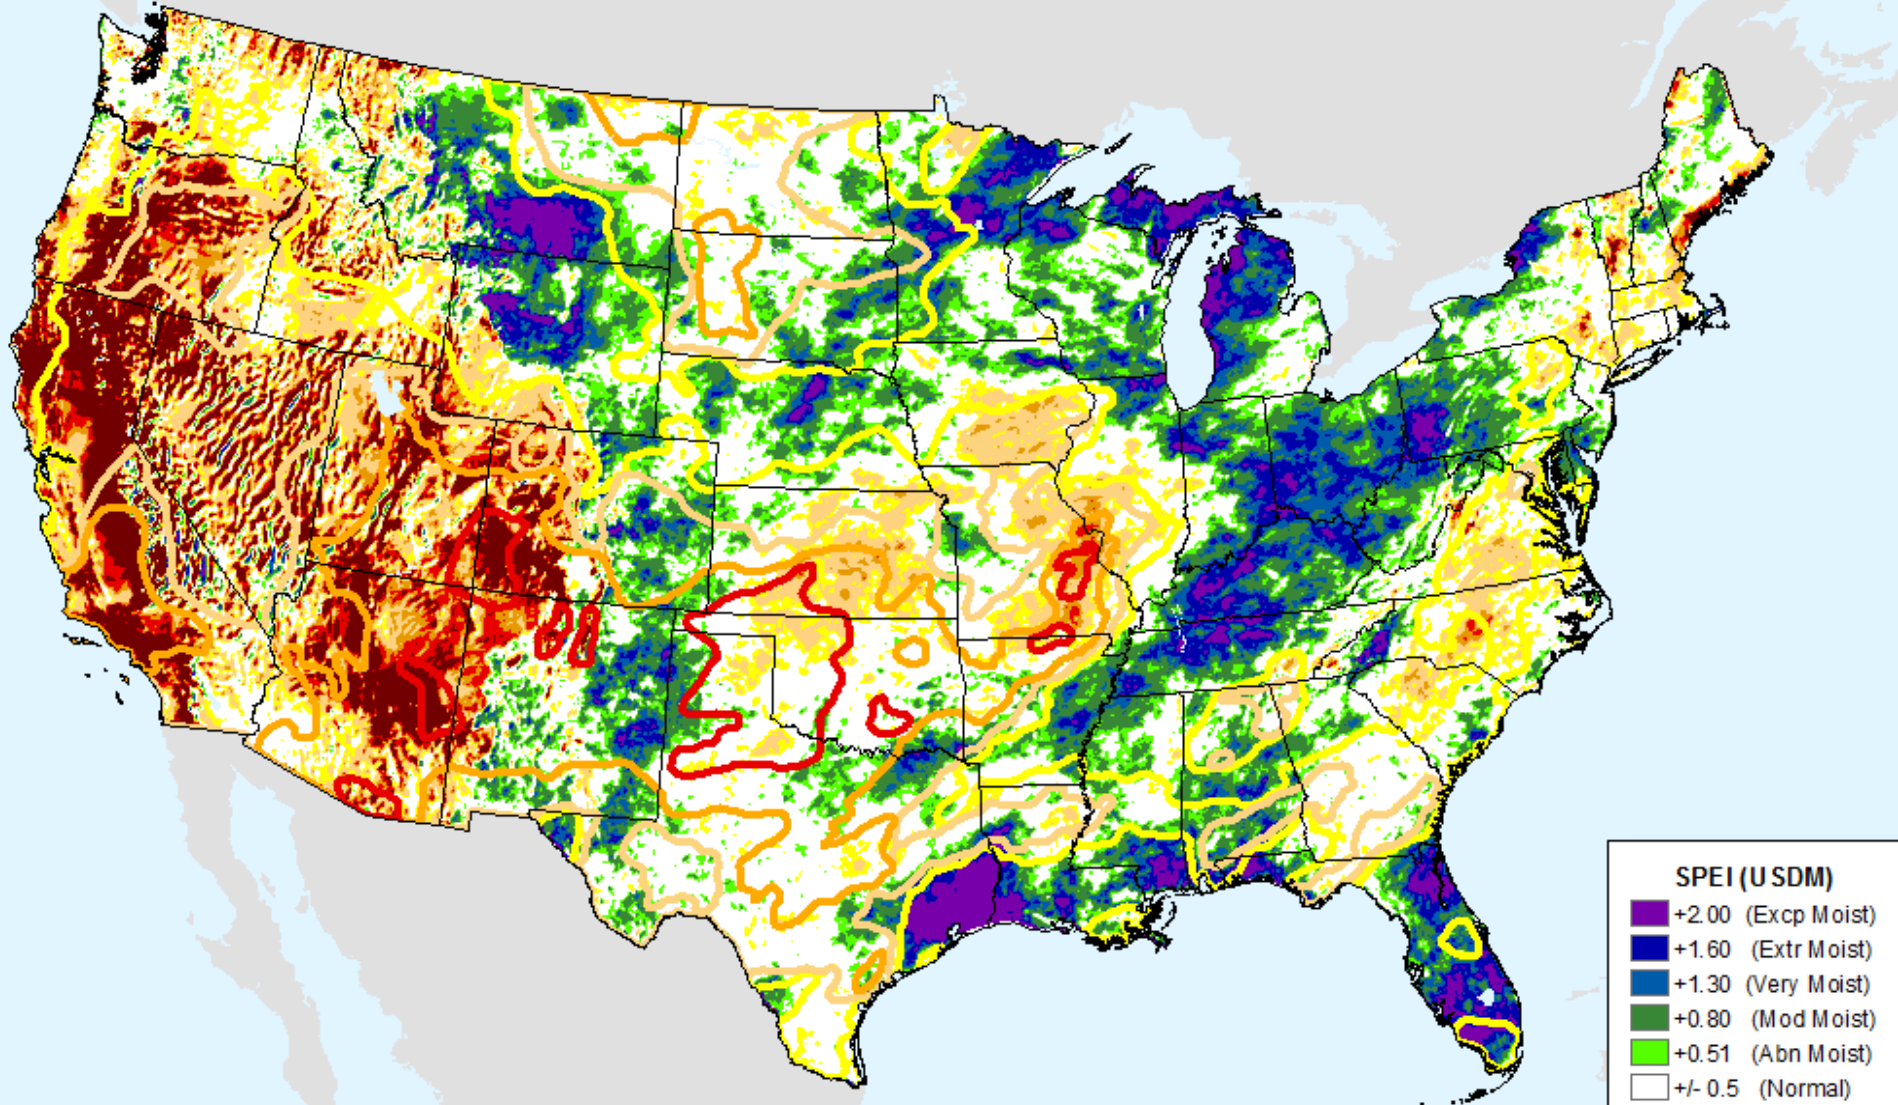 SPEI (USDM)
+2.00 (Excp Moist)
+1.60 (Extr Moist)
+1.30 (Very Moist)
+0.80 (Mod Moist)
+0.51 (Abn Moist)
+/- 0.5 (Normal)